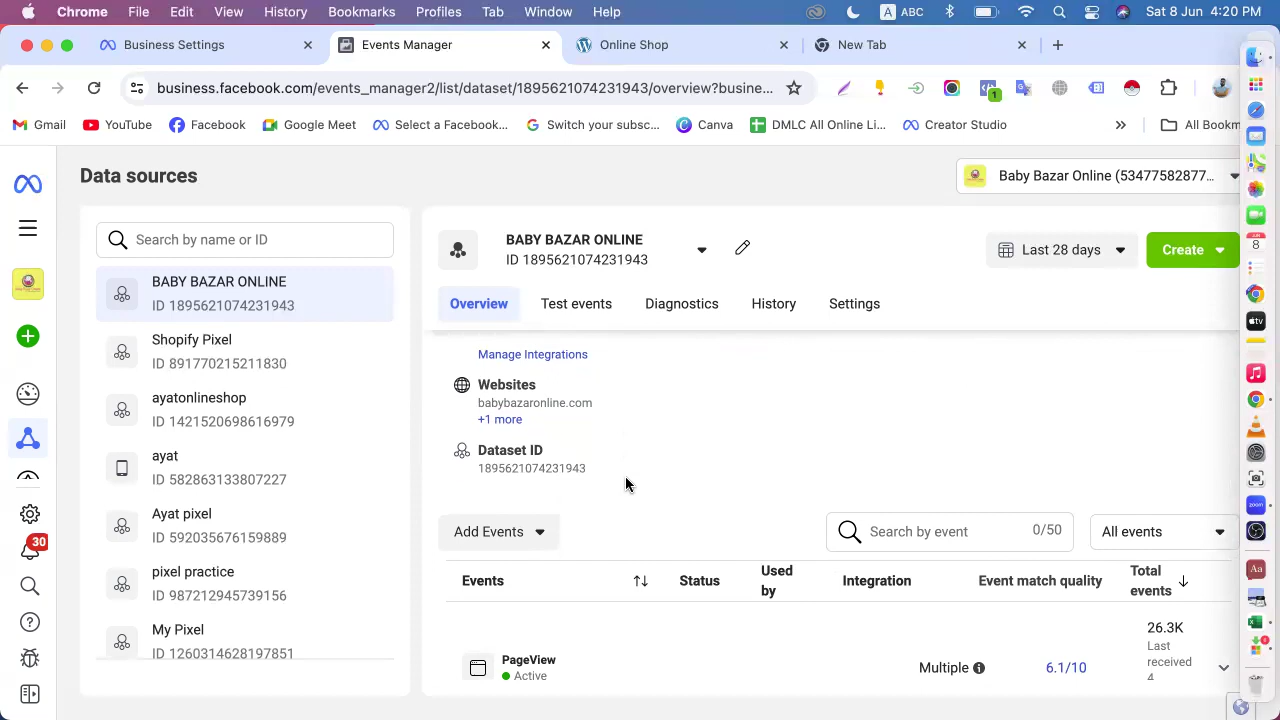 Chrome File Edit View History Bookmarks Profiles Tab Window Help A ABC Sat 8 Jun 4:20 PM
Business Settings Events Manager Online Shop New Tab
business.facebook.com/events_manager2/list/dataset/1895621074231943/overview?busine... 1
Gmail YouTube Facebook Google Meet Select a Facebook... Switch your subsc... Canva DMLC All Online Li... Creator Studio All Bookm
Data sources
Baby Bazar Online (53477582877...
Search by name or ID
BABY BAZAR ONLINE
ID 1895621074231943
Shopify Pixel
ID 891770215211830
ayatonlineshop
ID 1421520698616979
ayat
ID 582863133807227
Ayat pixel
ID 592035676159889
pixel practice
ID 987212945739156
My Pixel
ID 1260314628197851
30
BABY BAZAR ONLINE
ID 1895621074231943
Last 28 days
Create
Overview Test events Diagnostics History Settings
Manage Integrations
Websites
babybazaronline.com
+1 more
Dataset ID
1895621074231943
Add Events
Search by event 0/50
All events
Events Status Used by Integration Event match quality Total events
PageView
Active
Multiple
6.1/10
26.3K
Last
received
4
JUN
8
tv
zoom
Aa